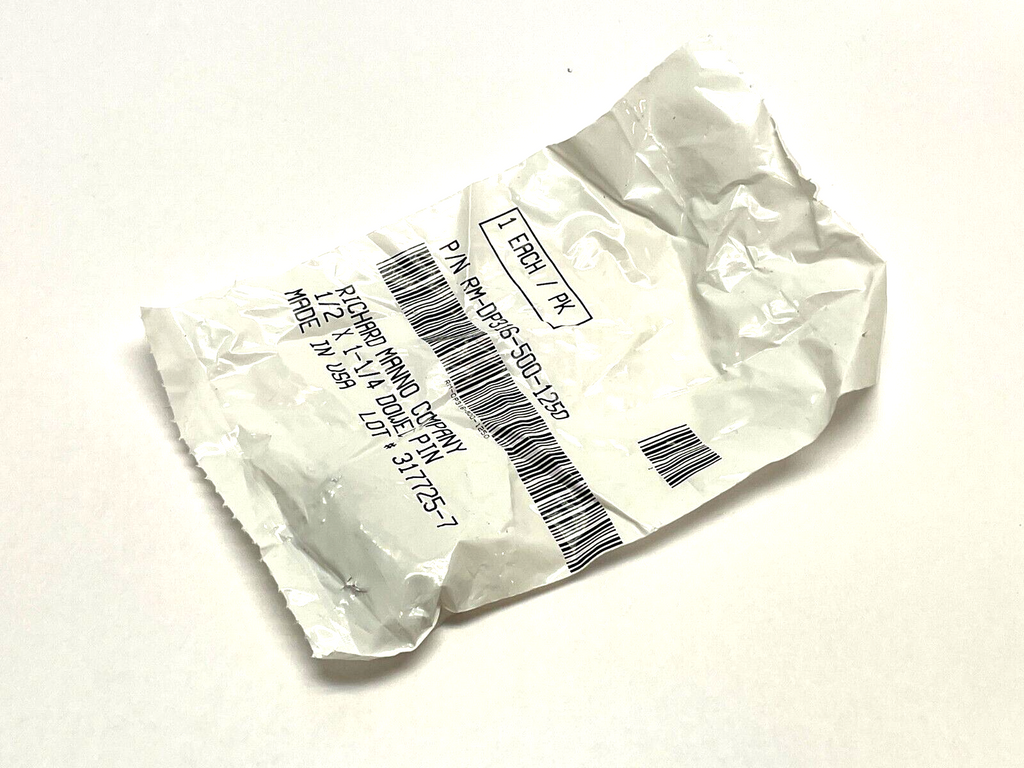 1 EACH / PK
P/N RM-DP316-500-1250
RICHARD MANNO COMPANY
1/2 X 1-1/4 DOWEL PIN
MADE IN USA LOT # 317725-7